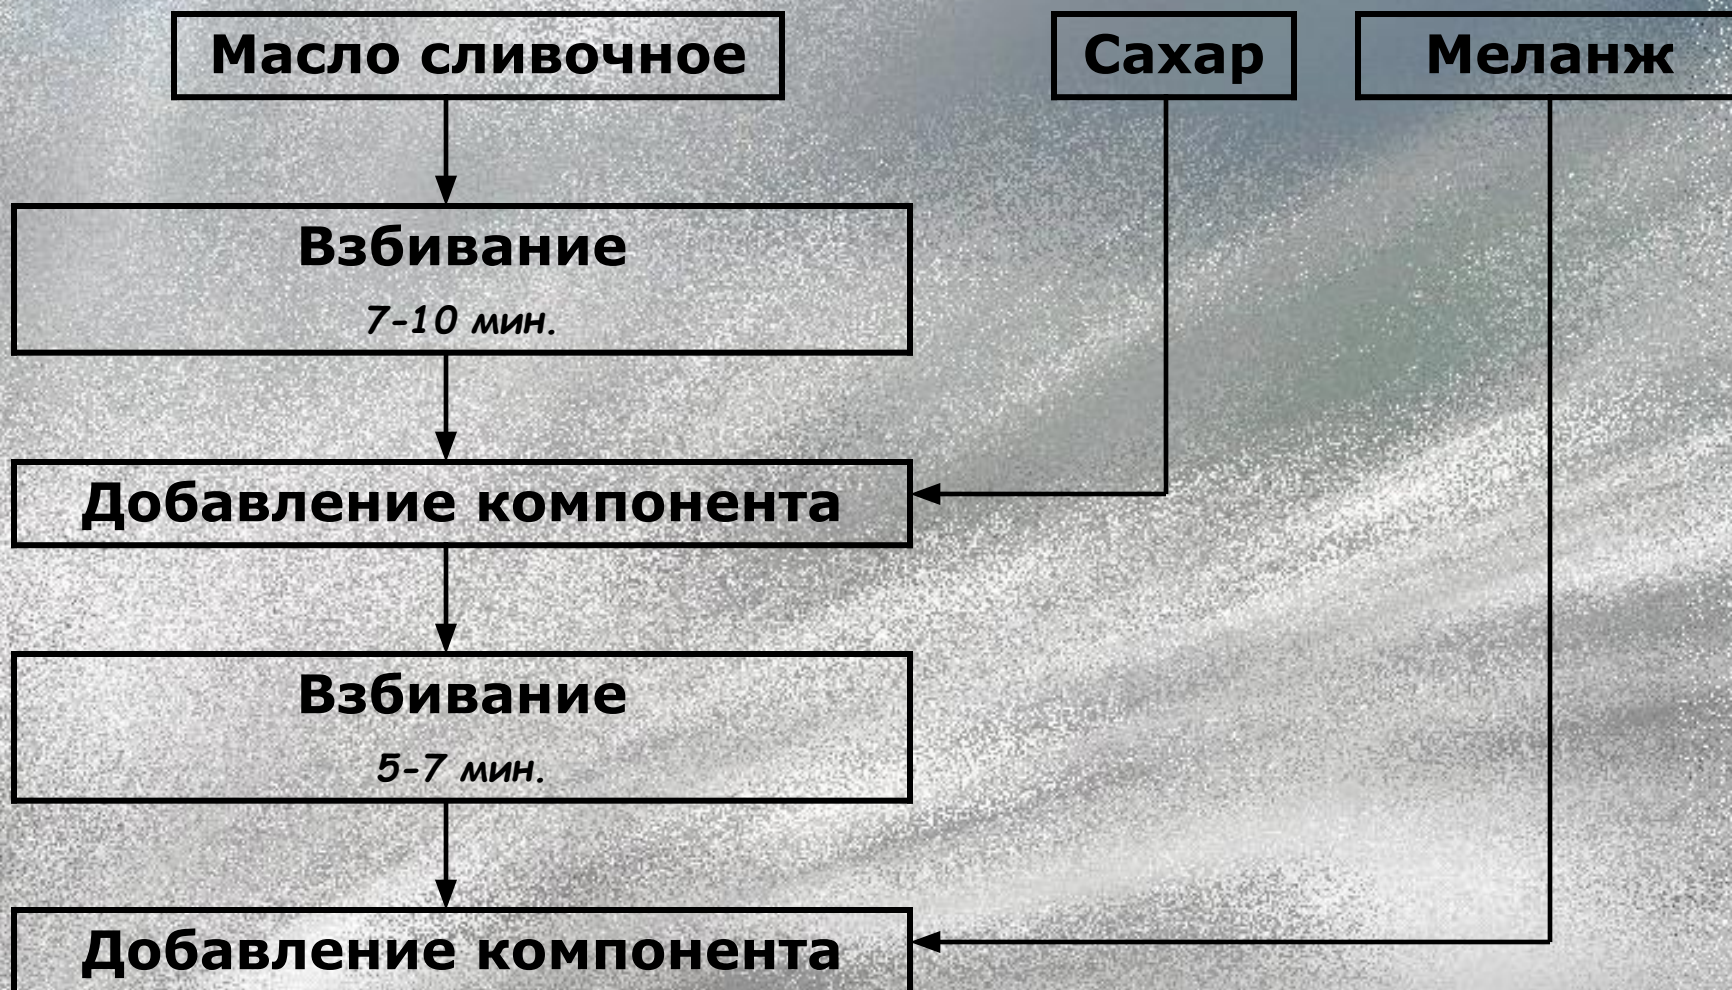 Масло сливочное
Сахар
Меланж
Взбивание
7-10 мин.
Добавление компонента
Взбивание
5-7 мин.
Добавление компонента